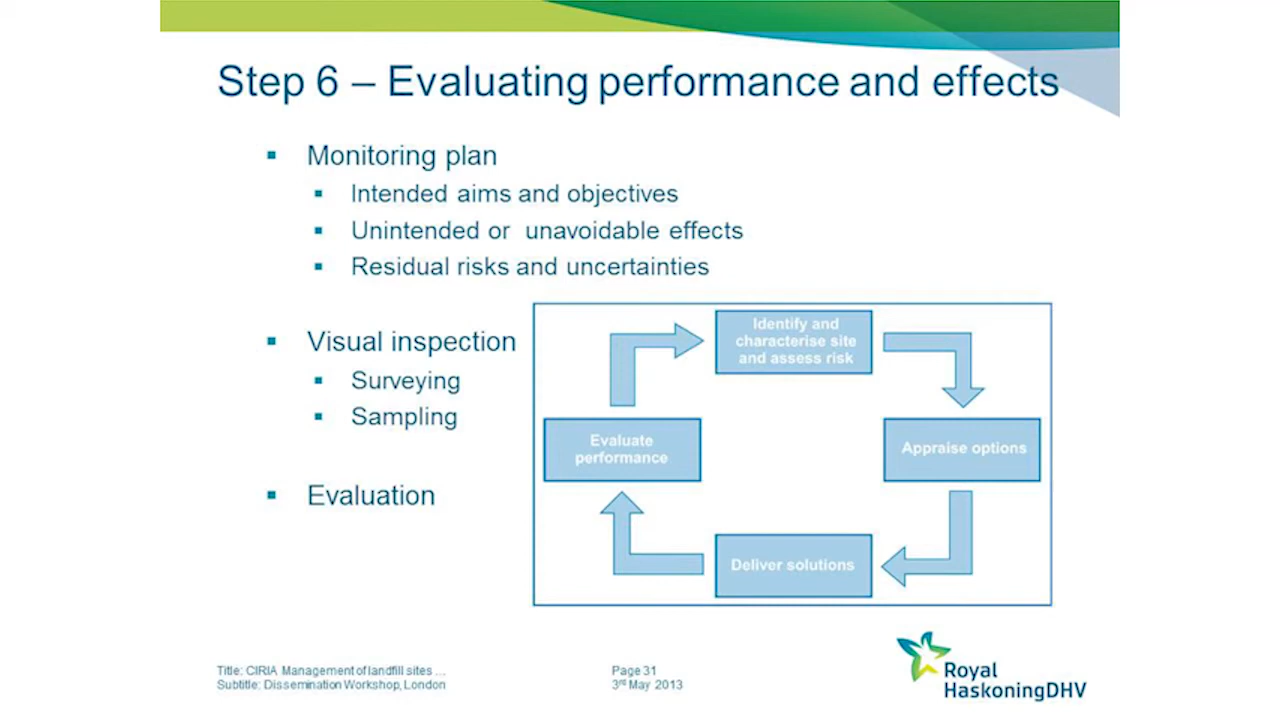 Step 6 – Evaluating performance and effects
Monitoring plan
Intended aims and objectives
Unintended or unavoidable effects
Residual risks and uncertainties
Visual inspection
Surveying
Sampling
Evaluation
Identify and
characterise site
and assess risk
Appraise options
Deliver solutions
Evaluate
performance
Title: CIRIA Management of landfill sites ...
Subtitle: Dissemination Workshop, London
Page 31
3rd May 2013
Royal
HaskoningDHV